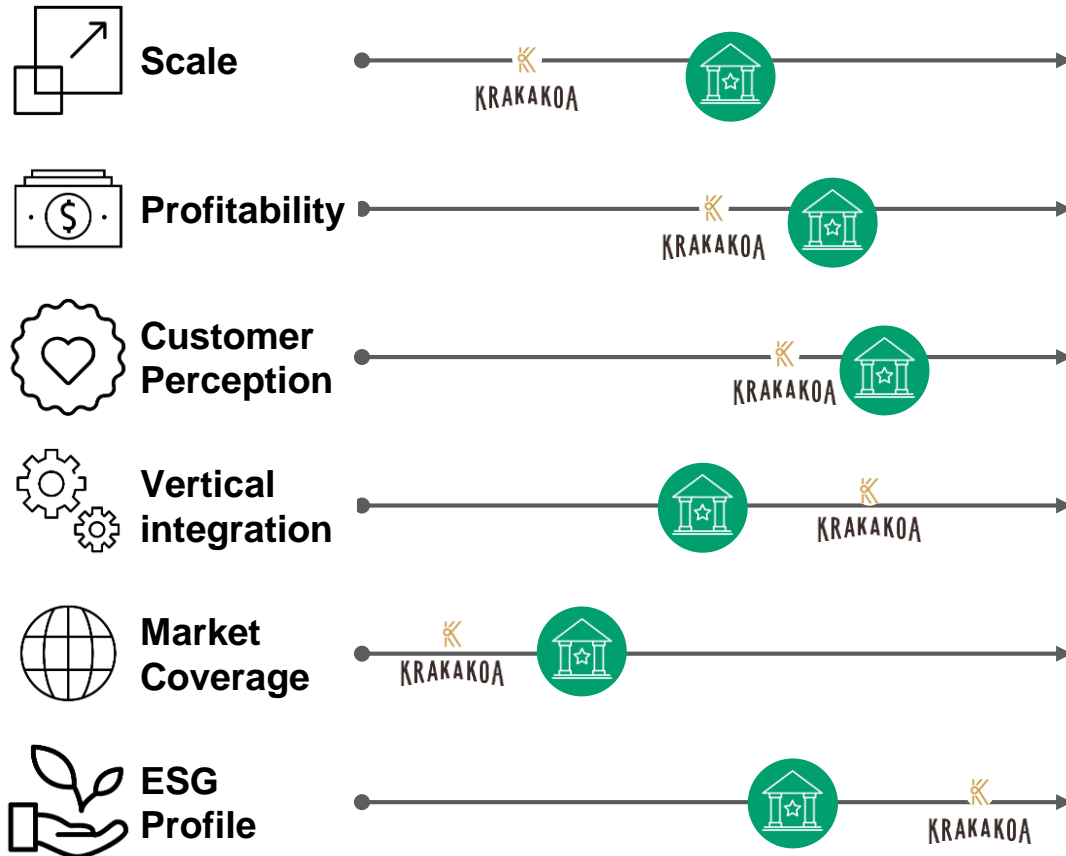 Scale
KRAKAKOA
$
Profitability
KRAKAKOA
Customer
Perception
KRAKAKOA
Vertical
integration
KRAKAKOA
Market
Coverage
KRAKAKOA
ESG
Profile
KRAKAKOA